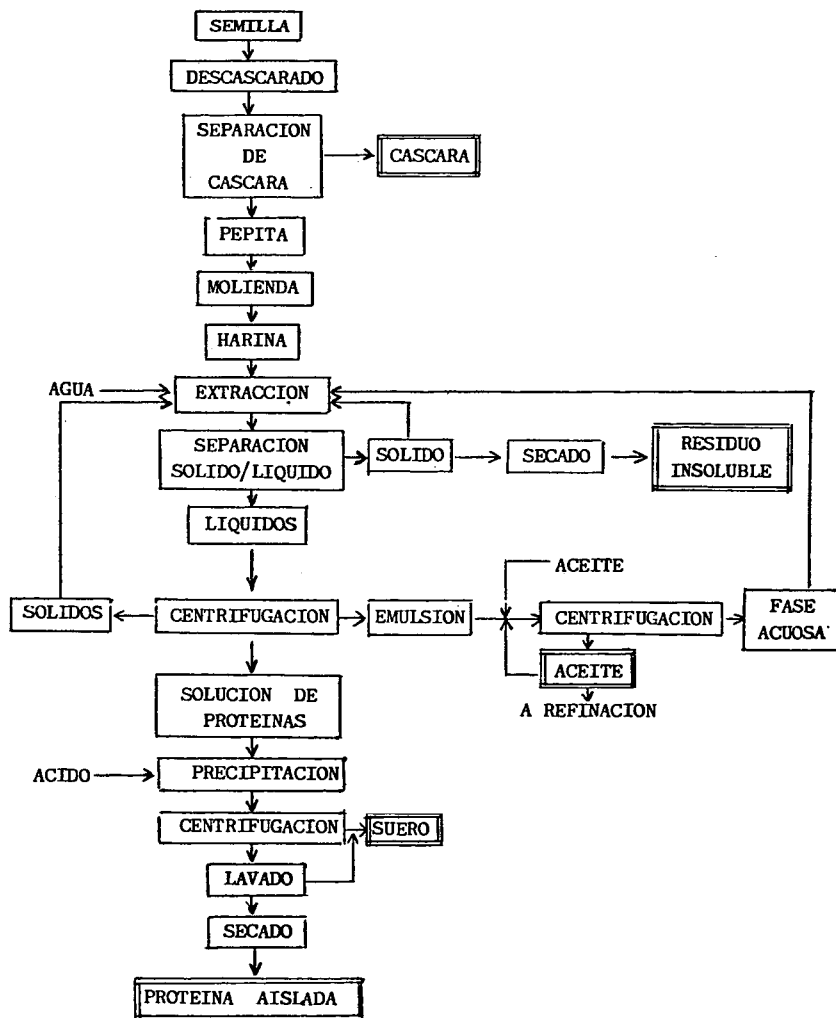 SEMILLA
DESCASCARADO
SEPARACION
DE
CASCARA
CASCARA
PEPITA
MOLIENDA
HARINA
AGUA
EXTRACCION
SEPARACION
SOLIDO/LIQUIDO
SOLIDO
SECADO
RESIDUO
INSOLUBLE
LIQUIDOS
ACEITE
SOLIDOS
CENTRIFUGACION
EMULSION
CENTRIFUGACION
FASE
ACUOSA
ACEITE
A REFINACION
SOLUCION DE
PROTEINAS
ACIDO
PRECIPITACION
CENTRIFUGACION
SUERO
LAVADO
SECADO
PROTEINA AISLADA